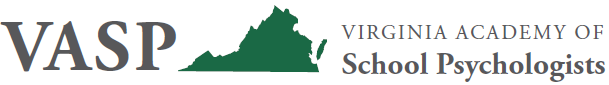 VASP
VIRGINIA ACADEMY OF
School Psychologists